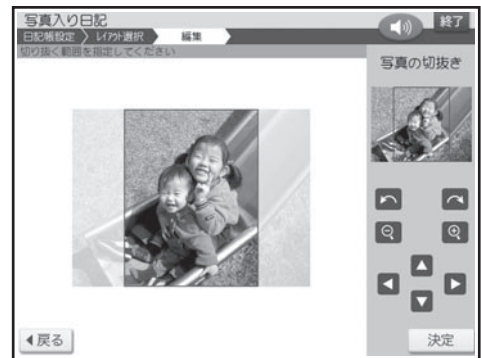 写真入り日記
終了
日記帳設定 〉 ﾚｲｱｳﾄ選択 〉 編集
切り抜く範囲を指定してください
写真の切抜き
戻る
決定